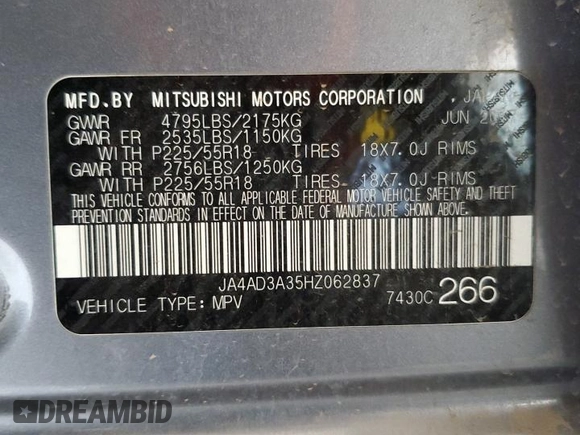 MFD.BY MITSUBISHI MOTORS CORPORATION
GVWR 4795LBS/2175KG JUN
GAWR FR 2535LBS/1150KG
WITH P225/55R18 TIRES 18X7.0J RIMS
GAWR RR 2756LBS/1250KG
WITH P225/55R18 TIRES 18X7.0J RIMS
THIS VEHICLE CONFORMS TO ALL APPLICABLE FEDERAL MOTOR VEHICLE SAFETY AND THEFT
PREVENTION STANDARDS IN EFFECT ON THE DATE OF MANUFACTURE SHOWN ABOVE.
JA4AD3A35HZ062837
VEHICLE TYPE: MPV 7430C 266
DREAMBID